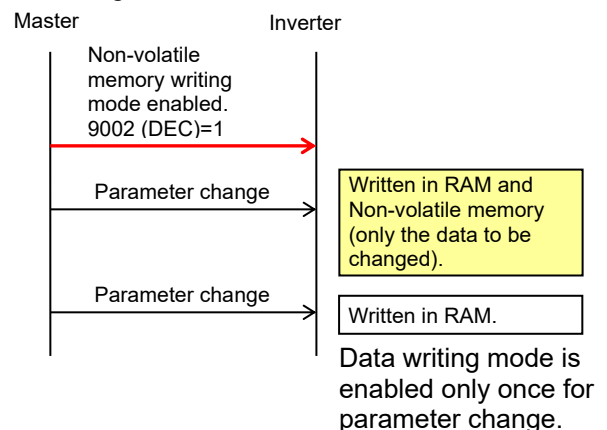 Master
Inverter
Non-volatile
memory writing
mode enabled.
9002 (DEC)=1
Parameter change
Written in RAM and
Non-volatile memory
(only the data to be
changed).
Parameter change
Written in RAM.
Data writing mode is
enabled only once for
parameter change.